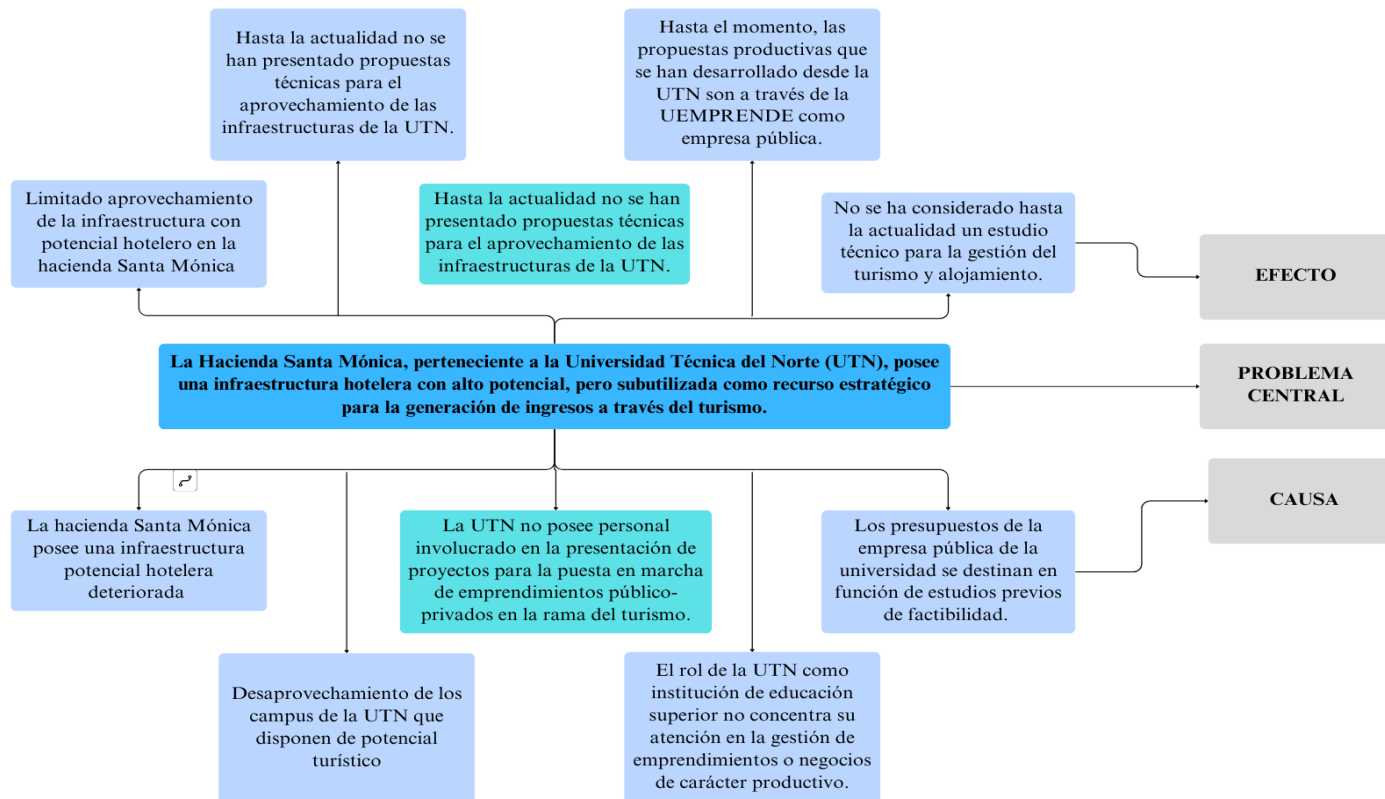 Hasta la actualidad no se
han presentado propuestas
técnicas para el
aprovechamiento de las
infraestructuras de la UTN.
Hasta el momento, las
propuestas productivas que
se han desarrollado desde la
UTN son a través de la
UEMPRENDE como
empresa pública.
Limitado aprovechamiento
de la infraestructura con
potencial hotelero en la
hacienda Santa Mónica
Hasta la actualidad no se han
presentado propuestas técnicas
para el aprovechamiento de las
infraestructuras de la UTN.
No se ha considerado hasta
la actualidad un estudio
técnico para la gestión del
turismo y alojamiento.
EFECTO
La Hacienda Santa Mónica, perteneciente a la Universidad Técnica del Norte (UTN), posee
una infraestructura hotelera con alto potencial, pero subutilizada como recurso estratégico
para la generación de ingresos a través del turismo.
PROBLEMA
CENTRAL
La hacienda Santa Mónica
posee una infraestructura
potencial hotelera
deteriorada
La UTN no posee personal
involucrado en la presentación de
proyectos para la puesta en marcha
de emprendimientos público-
privados en la rama del turismo.
Los presupuestos de la
empresa pública de la
universidad se destinan en
función de estudios previos
de factibilidad.
CAUSA
Desaprovechamiento de los
campus de la UTN que
disponen de potencial
turístico
El rol de la UTN como
institución de educación
superior no concentra su
atención en la gestión de
emprendimientos o negocios
de carácter productivo.